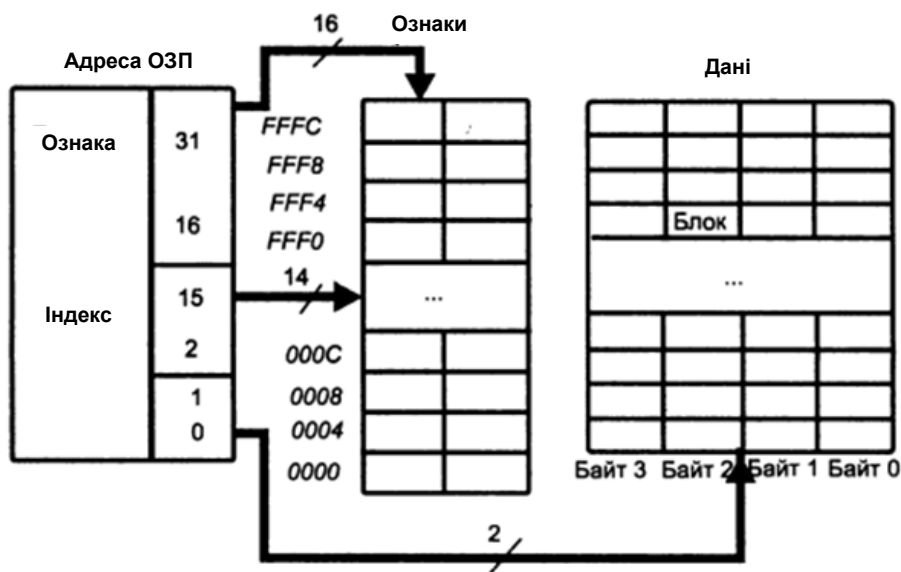 Адреса ОЗП
16
Ознаки
Дані
Ознака
31
16
Індекс
15
2
1
0
FFFC
FFF8
FFF4
FFF0
14
...
000C
0008
0004
0000
Блок
...
Байт 3 Байт 2 Байт 1 Байт 0
2